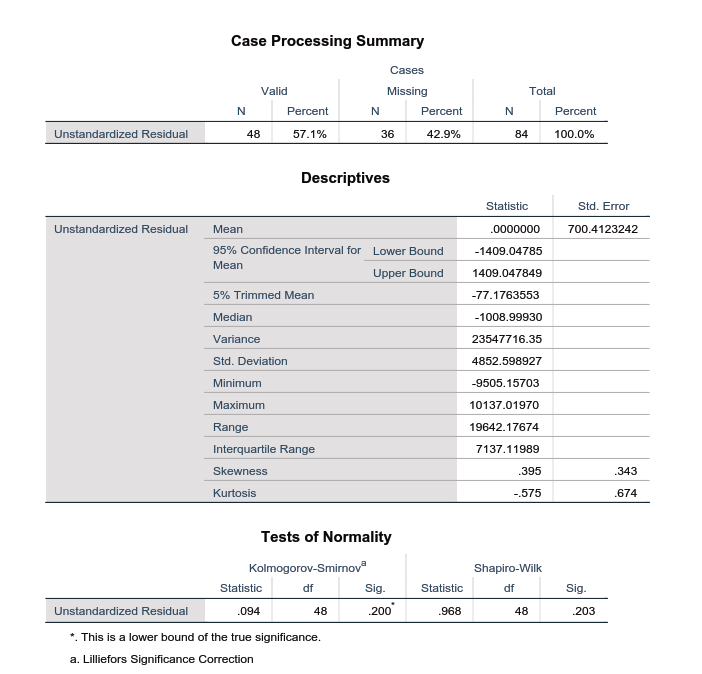 Case Processing Summary
Cases
Valid Missing Total
N Percent N Percent N Percent
Unstandardized Residual 48 57.1% 36 42.9% 84 100.0%
Descriptives
Statistic Std. Error
Unstandardized Residual Mean .0000000 700.4123242
95% Confidence Interval for Mean Lower Bound -1409.04785
Upper Bound 1409.047849
5% Trimmed Mean -77.1763553
Median -1008.99930
Variance 23547716.35
Std. Deviation 4852.598927
Minimum -9505.15703
Maximum 10137.01970
Range 19642.17674
Interquartile Range 7137.11989
Skewness .395 .343
Kurtosis -.575 .674
Tests of Normality
Kolmogorov-Smirnov^a Shapiro-Wilk
Statistic df Sig. Statistic df Sig.
Unstandardized Residual .094 48 .200* .968 48 .203
*. This is a lower bound of the true significance.
a. Lilliefors Significance Correction